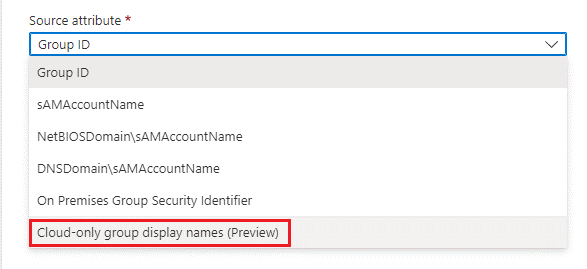 Source attribute *
Group ID
Group ID
sAMAccountName
NetBIOSDomain\sAMAccountName
DNSDomain\sAMAccountName
On Premises Group Security Identifier
Cloud-only group display names (Preview)